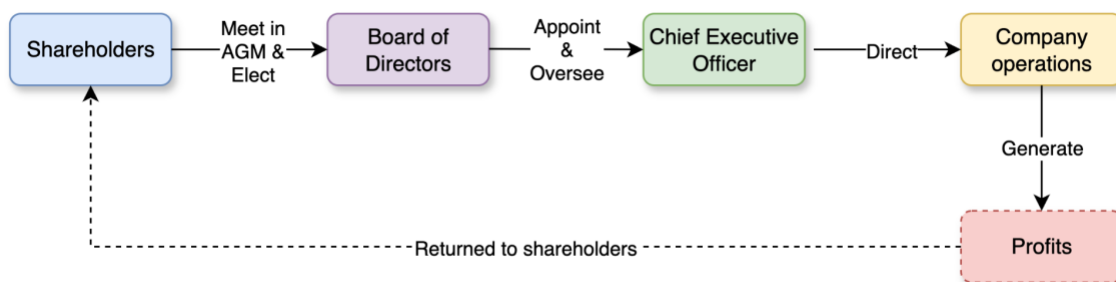 Shareholders
Meet in
AGM &
Elect
Board of
Directors
Appoint
&
Oversee
Chief Executive
Officer
Direct
Company
operations
Generate
Profits
Returned to shareholders